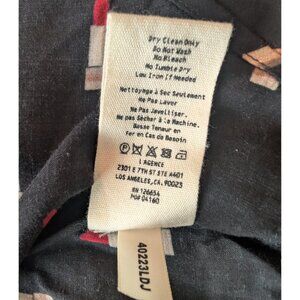 Dry Clean Only
Do Not Wash
No Bleach
No Tumble Dry
Low Iron If Needed
Nettoyage à Sec Seulement
Ne Pas Laver
Ne Pas Javelliser.
Ne pas Sécher à la Machine.
Basse Teneur en
Fer en Cas de Besoin
L'AGENCE
2301 E 7TH ST STE A401
LOS ANGELES, CA. 90023
RN 126654
PO# 04160
40223LDJ